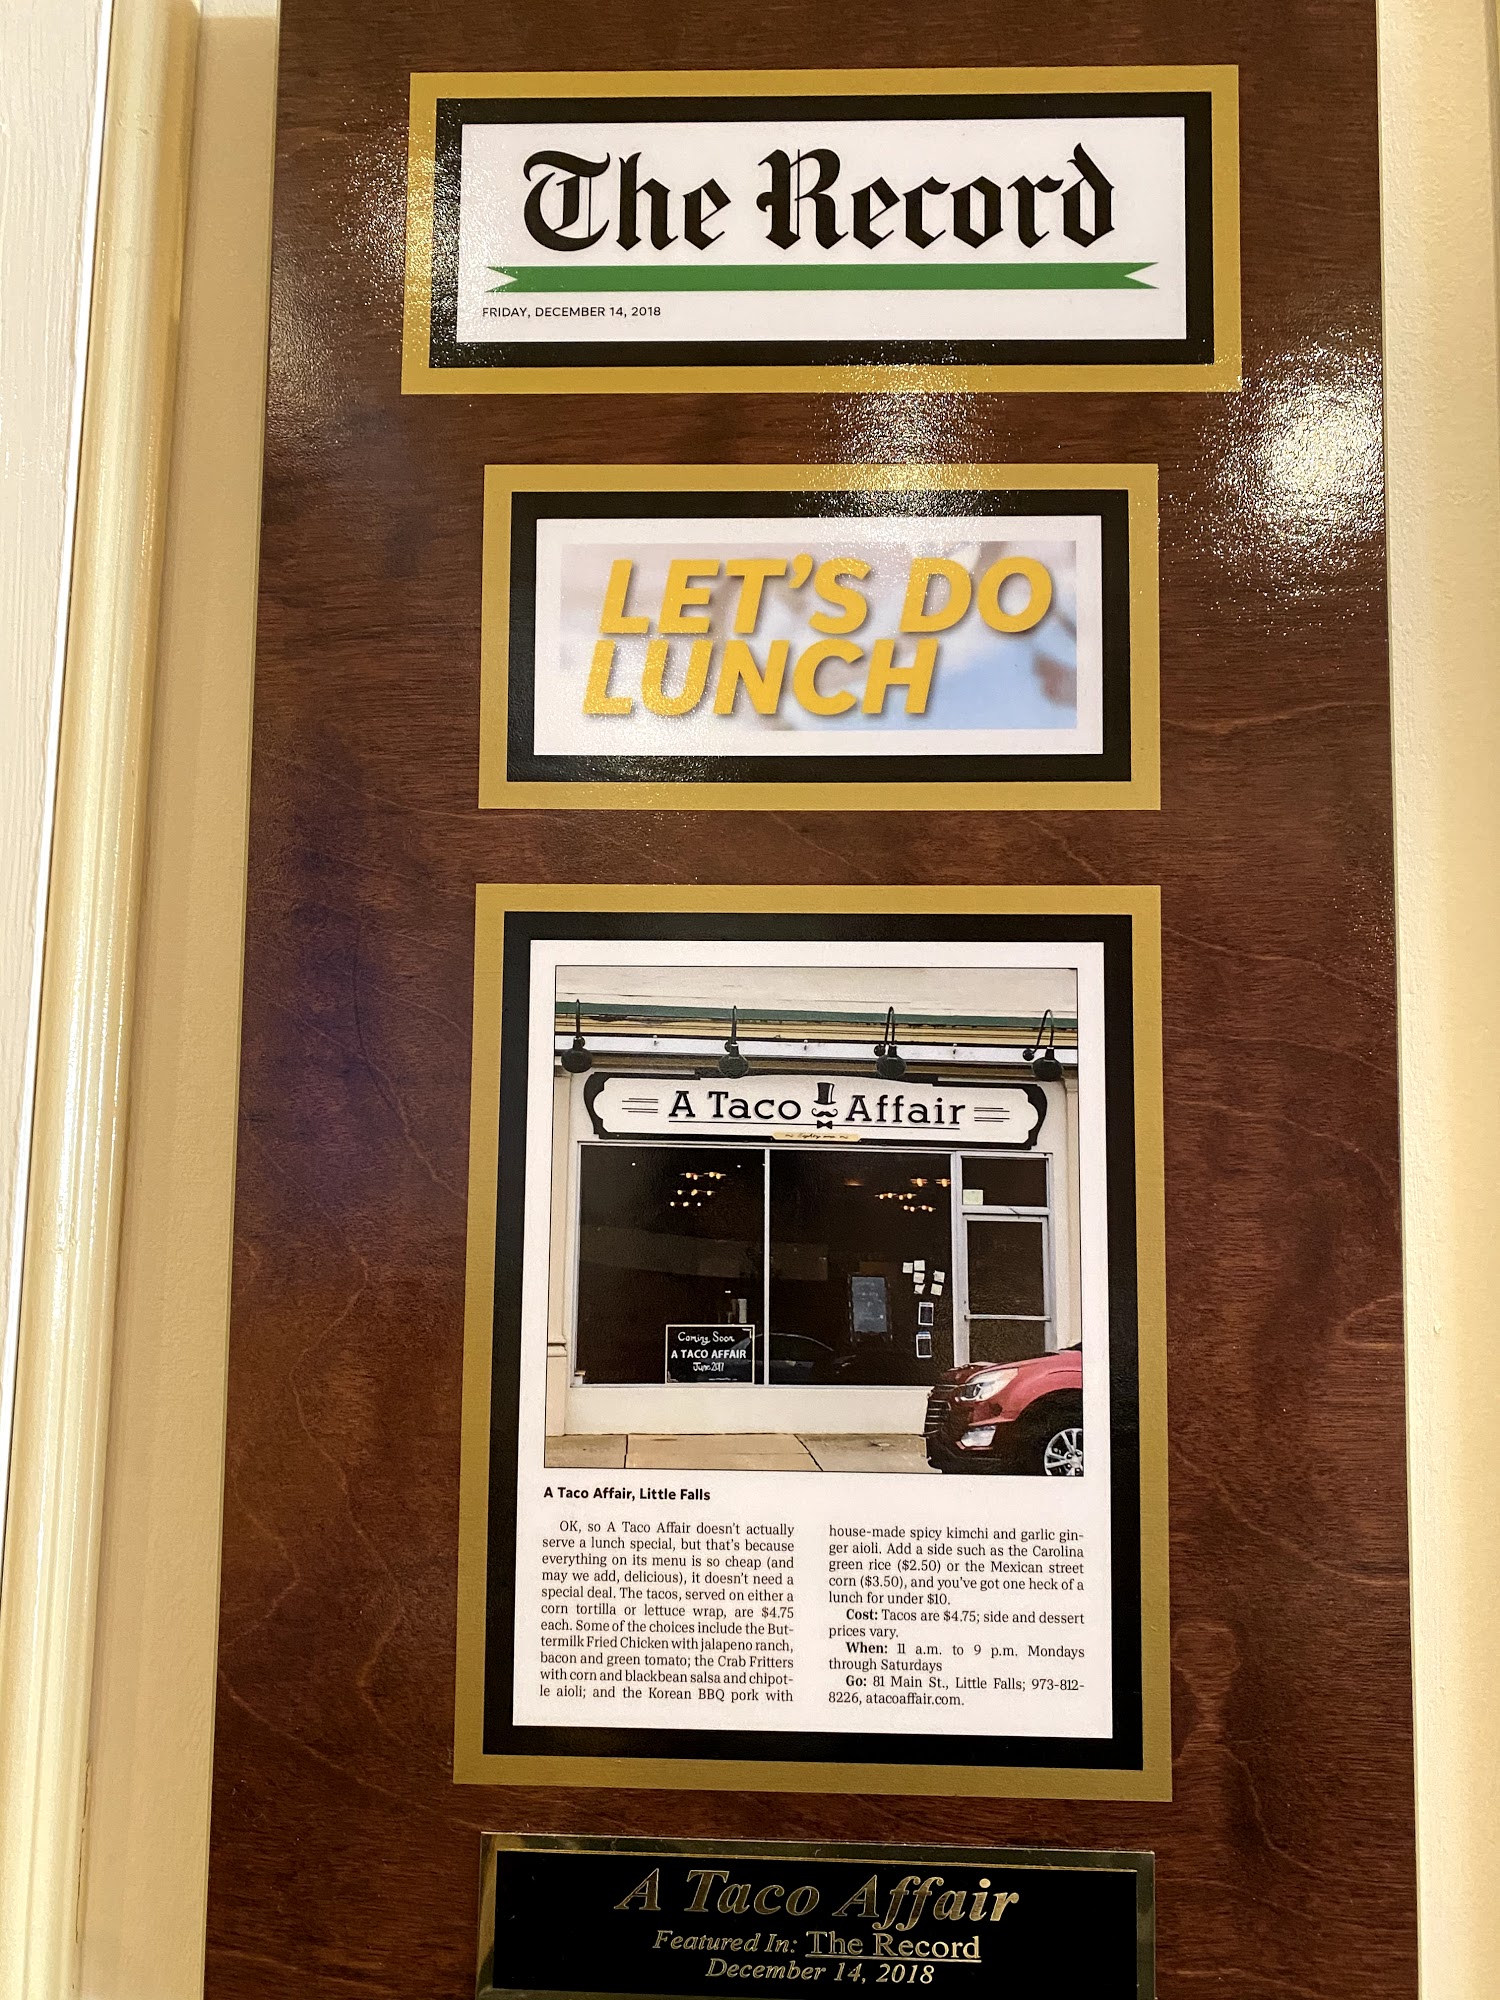 The Record
FRIDAY, DECEMBER 14, 2018
LET'S DO
LUNCH
A Taco Affair
Eighty one
Coming Soon
A TACO AFFAIR
June 2017
A Taco Affair, Little Falls
OK, so A Taco Affair doesn't actually
serve a lunch special, but that's because
everything on its menu is so cheap (and
may we add, delicious), it doesn't need a
special deal. The tacos, served on either a
corn tortilla or lettuce wrap, are $4.75
each. Some of the choices include the But-
termilk Fried Chicken with jalapeno ranch,
bacon and green tomato; the Crab Fritters
with corn and blackbean salsa and chipot-
le aioli; and the Korean BBQ pork with
house-made spicy kimchi and garlic gin-
ger aioli. Add a side such as the Carolina
green rice ($2.50) or the Mexican street
corn ($3.50), and you've got one heck of a
lunch for under $10.
Cost: Tacos are $4.75; side and dessert
prices vary.
When: 11 a.m. to 9 p.m. Mondays
through Saturdays
Go: 81 Main St., Little Falls; 973-812-
8226, atacoaffair.com.
A Taco Affair
Featured In: The Record
December 14, 2018